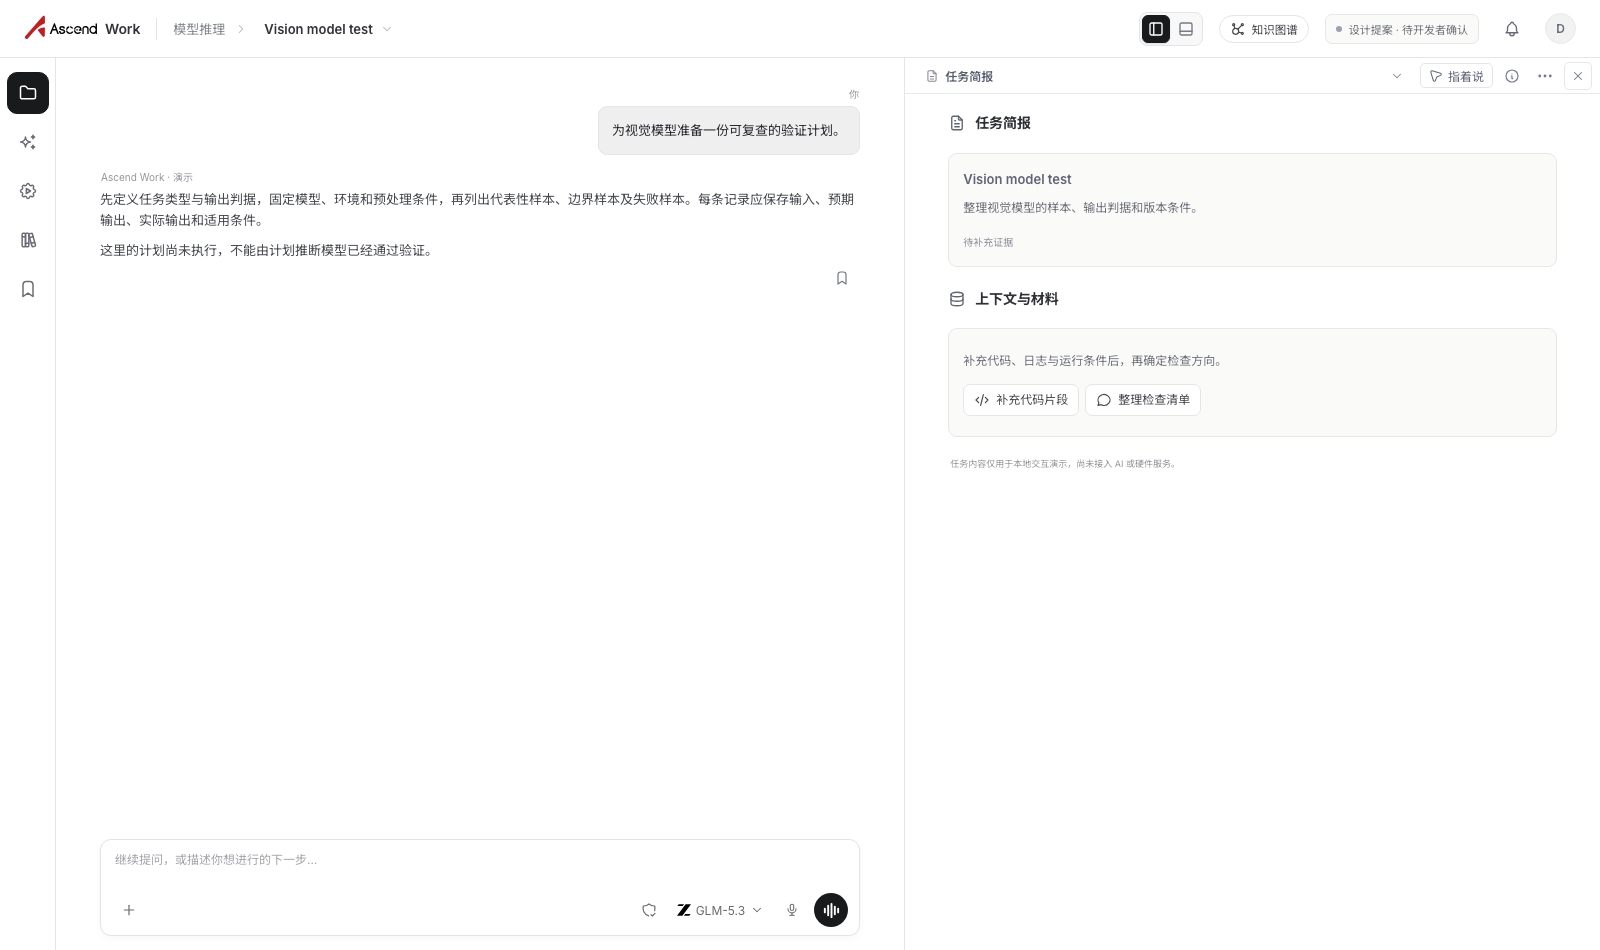 Ascend Work
模型推理
Vision model test
知识图谱
设计提案 · 待开发者确认
D
你
为视觉模型准备一份可复查的验证计划。
Ascend Work · 演示
先定义任务类型与输出判据，固定模型、环境和预处理条件，再列出代表性样本、边界样本及失败样本。每条记录应保存输入、预期
输出、实际输出和适用条件。
这里的计划尚未执行，不能由计划推断模型已经通过验证。
继续提问，或描述你想进行的下一步...
GLM-5.3
任务简报
指着说
任务简报
Vision model test
整理视觉模型的样本、输出判据和版本条件。
待补充证据
上下文与材料
补充代码、日志与运行条件后，再确定检查方向。
补充代码片段
整理检查清单
任务内容仅用于本地交互演示，尚未接入 AI 或硬件服务。